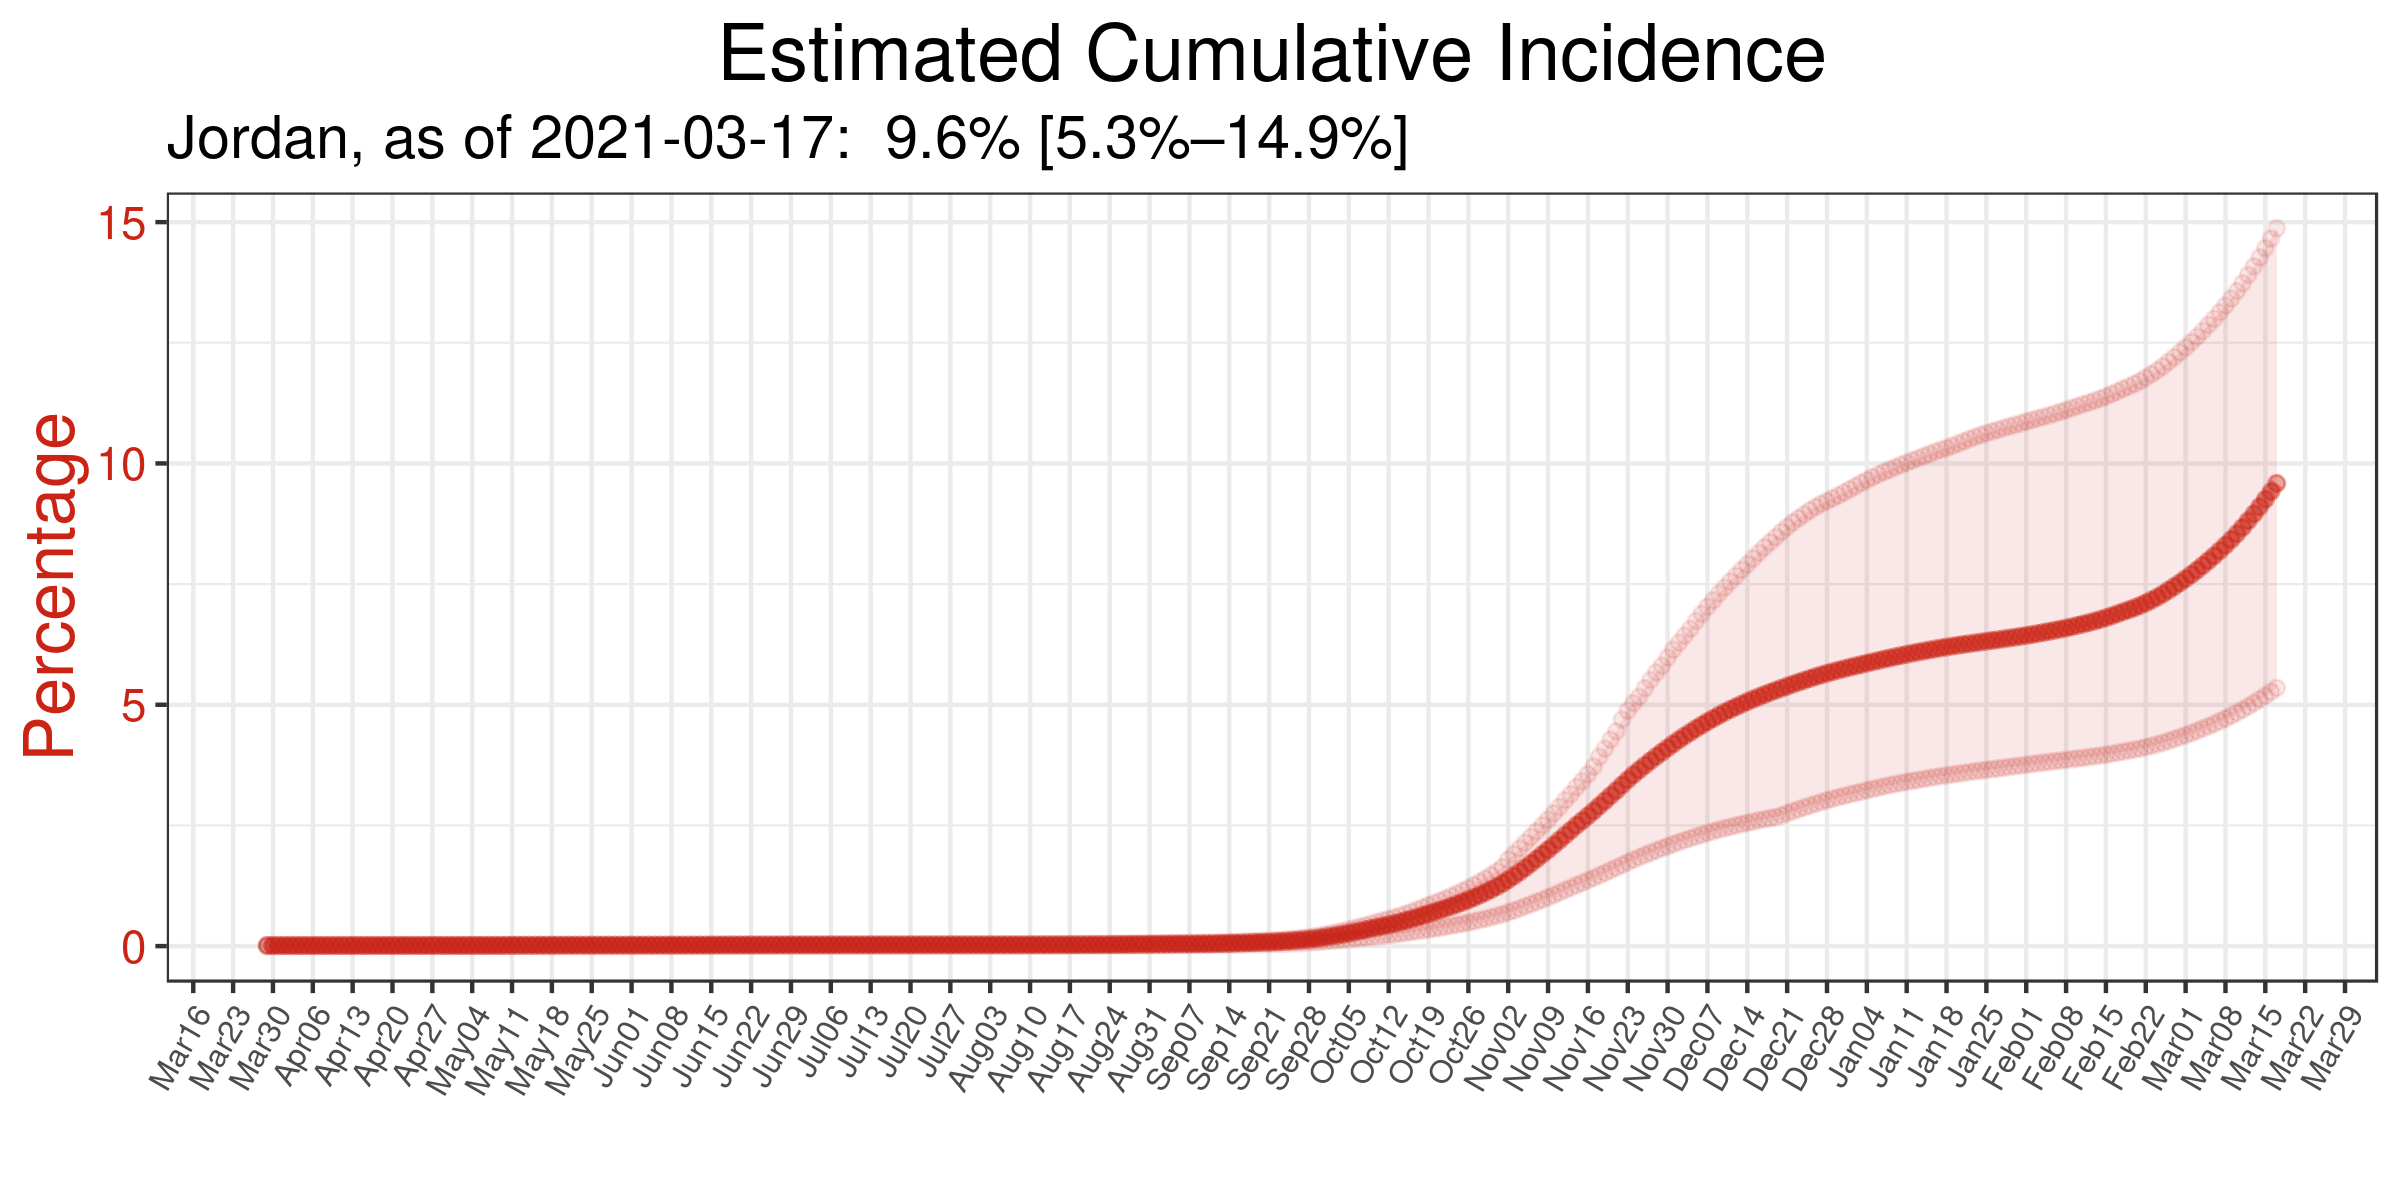 Estimated Cumulative Incidence
Jordan, as of 2021-03-17:  9.6% [5.3%–14.9%]
Percentage
15
10
5
0
Mar16
Mar23
Mar30
Apr06
Apr13
Apr20
Apr27
May04
May11
May18
May25
Jun01
Jun08
Jun15
Jun22
Jun29
Jul06
Jul13
Jul20
Jul27
Aug03
Aug10
Aug17
Aug24
Aug31
Sep07
Sep14
Sep21
Sep28
Oct05
Oct12
Oct19
Oct26
Nov02
Nov09
Nov16
Nov23
Nov30
Dec07
Dec14
Dec21
Dec28
Jan04
Jan11
Jan18
Jan25
Feb01
Feb08
Feb15
Feb22
Mar01
Mar08
Mar15
Mar22
Mar29